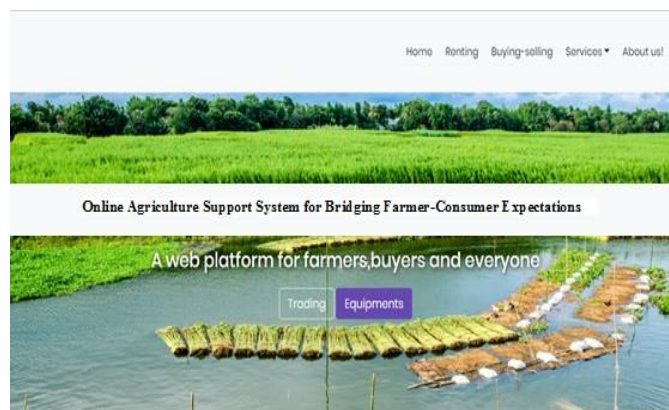 Home Renting Buying-selling Services About us!
Online Agriculture Support System for Bridging Farmer-Consumer Expectations
A web platform for farmers,buyers and everyone
Trading Equipments